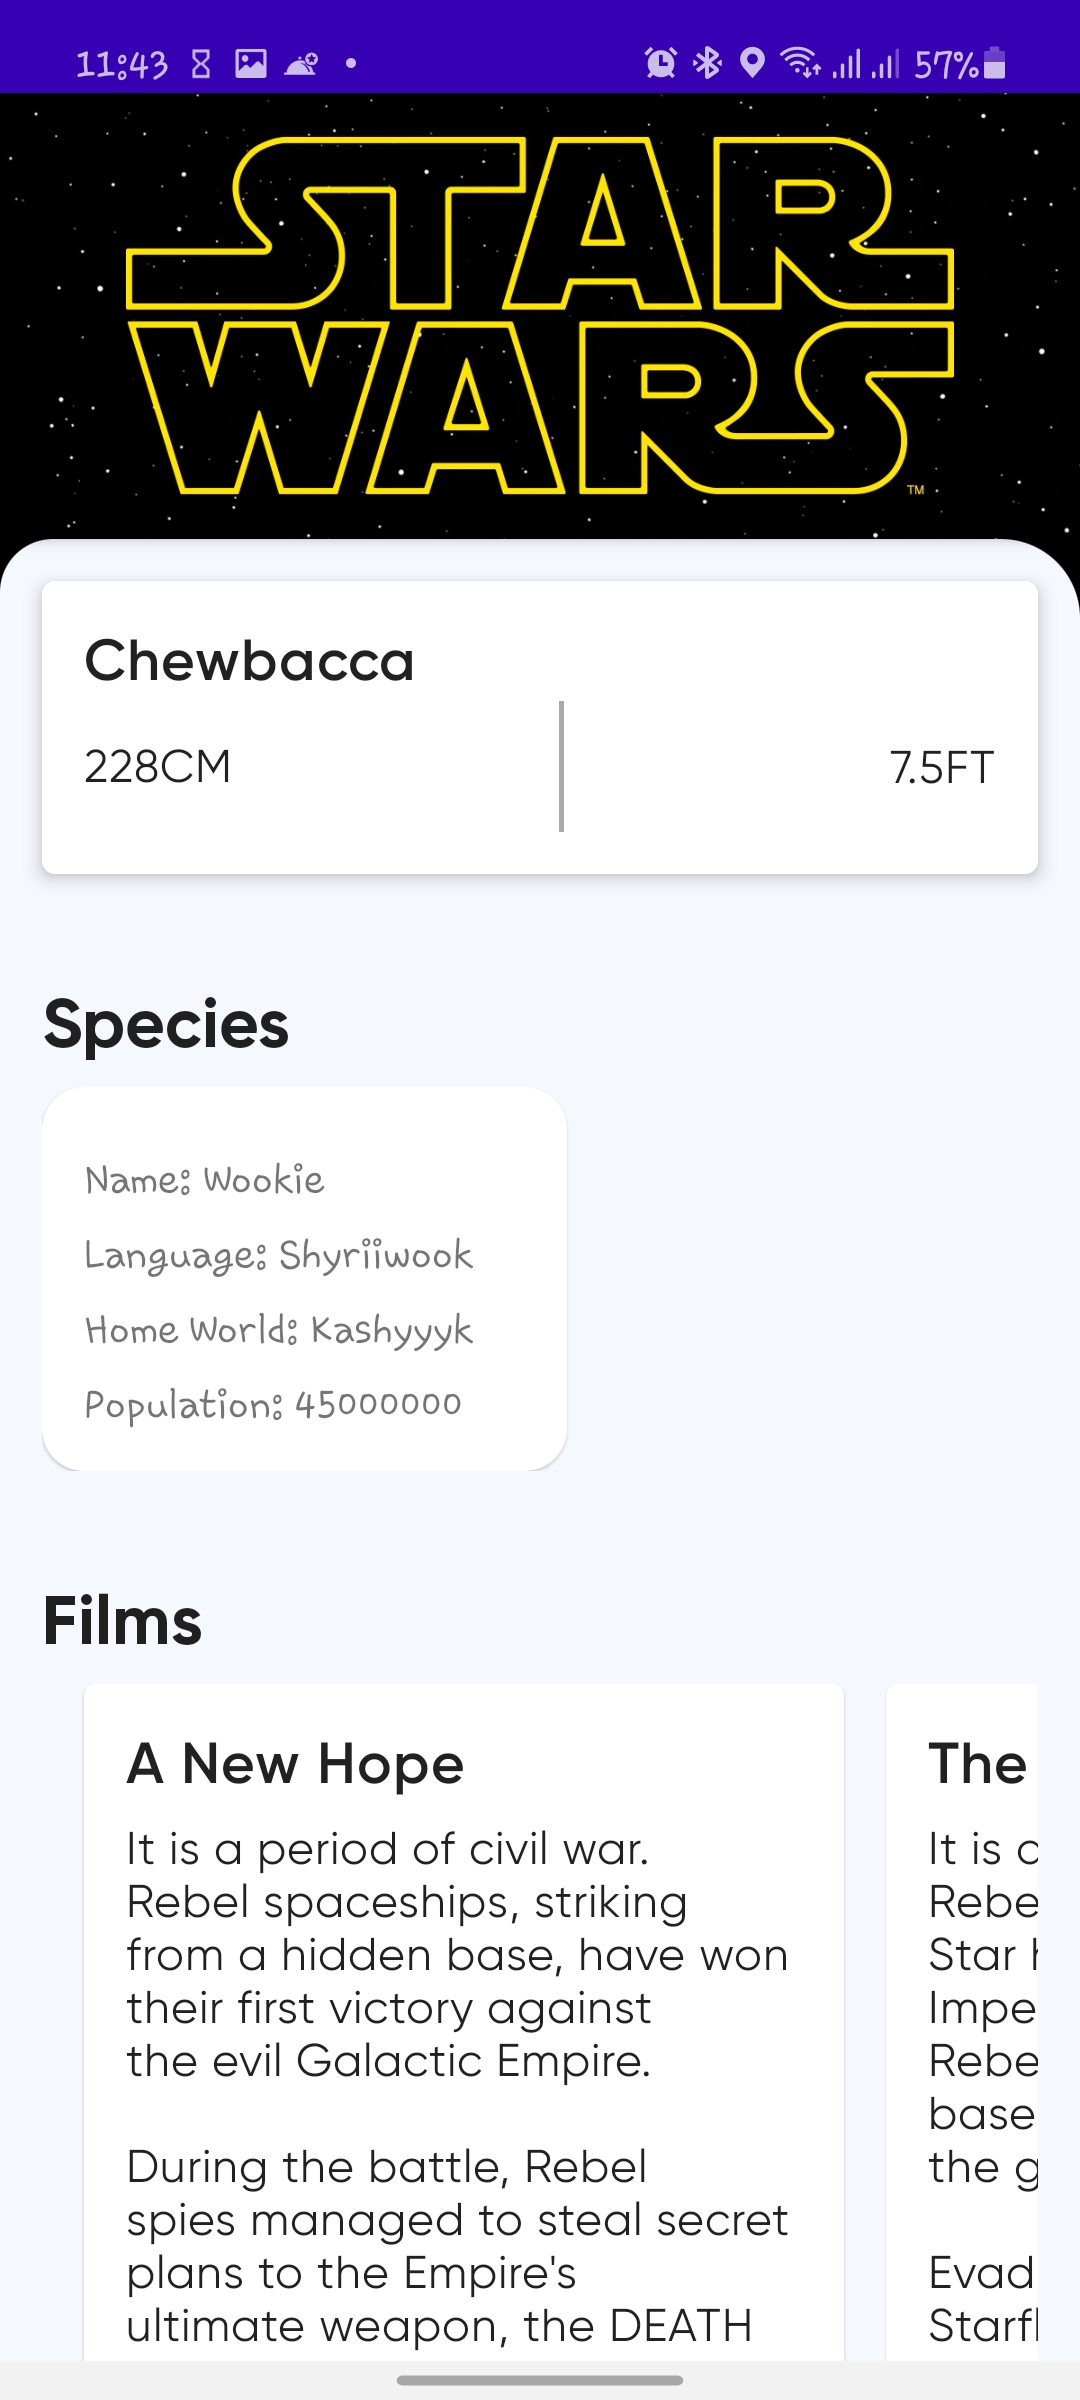 11:43
57%
STAR
WARS
TM
Chewbacca
228CM
7.5FT
Species
Name: Wookie
Language: Shyriiwook
Home World: Kashyyyk
Population: 45000000
Films
A New Hope
It is a period of civil war.
Rebel spaceships, striking
from a hidden base, have won
their first victory against
the evil Galactic Empire.
During the battle, Rebel
spies managed to steal secret
plans to the Empire's
ultimate weapon, the DEATH
The
It is
Rebe
Star
Impe
Rebe
base
the g
Evad
Starf